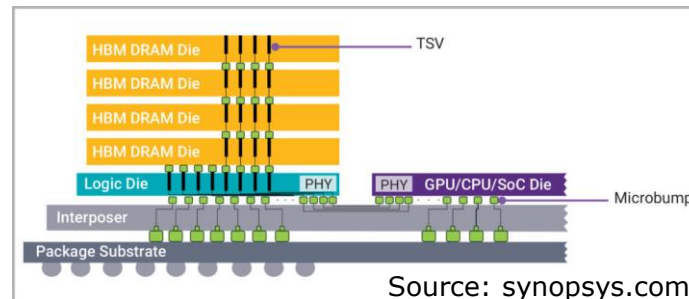 HBM DRAM Die
TSV
HBM DRAM Die
HBM DRAM Die
HBM DRAM Die
Logic Die PHY
PHY GPU/CPU/SoC Die
Microbump
Interposer
Package Substrate
Source: synopsys.com